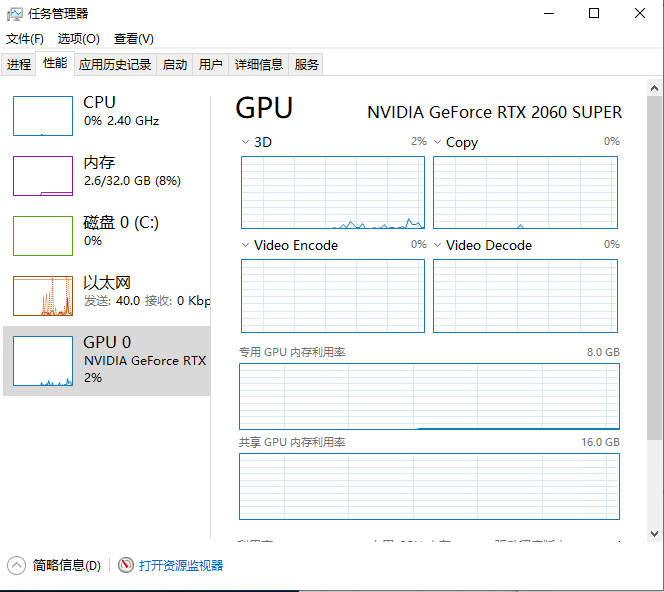 任务管理器
文件(F) 选项(O) 查看(V)
进程 性能 应用历史记录 启动 用户 详细信息 服务
CPU
0% 2.40 GHz
内存
2.6/32.0 GB (8%)
磁盘 0 (C:)
0%
以太网
发送: 40.0 接收: 0 Kbp
GPU 0
NVIDIA GeForce RTX
2%
GPU NVIDIA GeForce RTX 2060 SUPER
3D 2% Copy 0%
Video Encode 0% Video Decode 0%
专用 GPU 内存利用率 8.0 GB
共享 GPU 内存利用率 16.0 GB
简略信息(D) 打开资源监视器